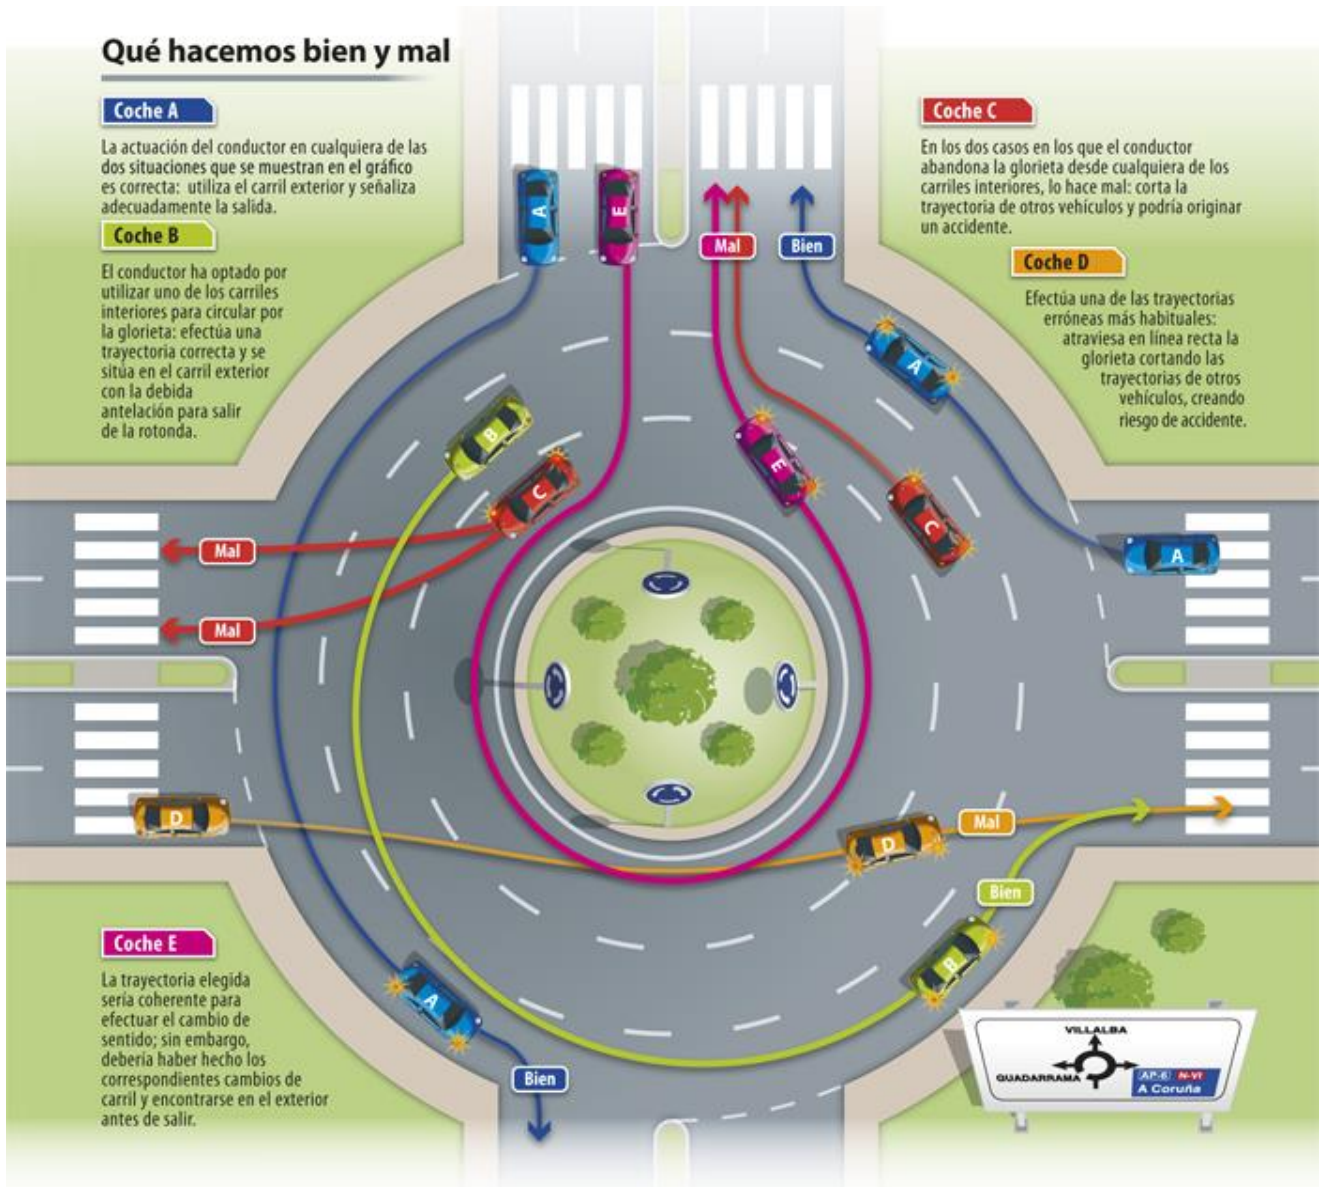 Qué hacemos bien y mal
Coche A
La actuación del conductor en cualquiera de las
dos situaciones que se muestran en el gráfico
es correcta: utiliza el carril exterior y señaliza
adecuadamente la salida.
Coche B
El conductor ha optado por
utilizar uno de los carriles
interiores para circular por
la glorieta: efectúa una
trayectoria correcta y se
sitúa en el carril exterior
con la debida
antelación para salir
de la rotonda.
Coche C
En los dos casos en los que el conductor
abandona la glorieta desde cualquiera de los
carriles interiores, lo hace mal: corta la
trayectoria de otros vehículos y podría originar
un accidente.
Coche D
Efectúa una de las trayectorias
erróneas más habituales:
atraviesa en línea recta la
glorieta cortando las
trayectorias de otros
vehículos, creando
riesgo de accidente.
A
E
Mal
Bien
A
B
C
E
C
Mal
Mal
A
D
D
Mal
Bien
B
A
Bien
Coche E
La trayectoria elegida
sería coherente para
efectuar el cambio de
sentido; sin embargo,
debería haber hecho los
correspondientes cambios de
carril y encontrarse en el exterior
antes de salir.
VILLALBA
GUADARRAMA
AP-6 N-VI
A Coruña